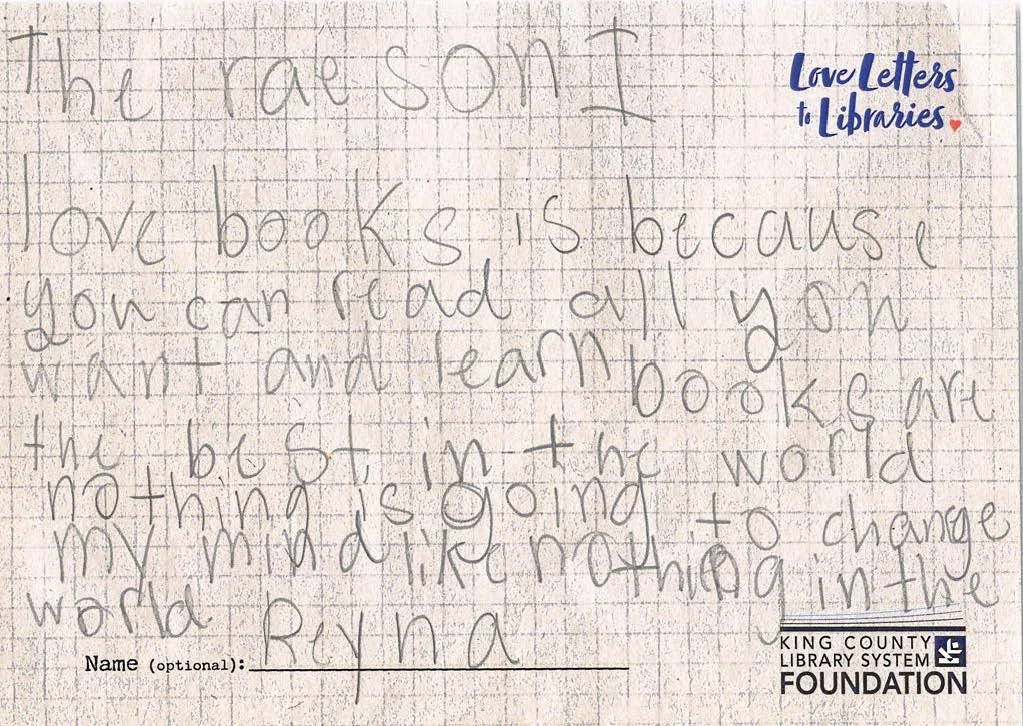 The raeson I
Love Letters
to Libraries
love books is because
you can read all you
want and learn books are
the best in the world
nothing is going to change
my mind like nothing in the
world Reyna
Name (optional):
KING COUNTY
LIBRARY SYSTEM
FOUNDATION